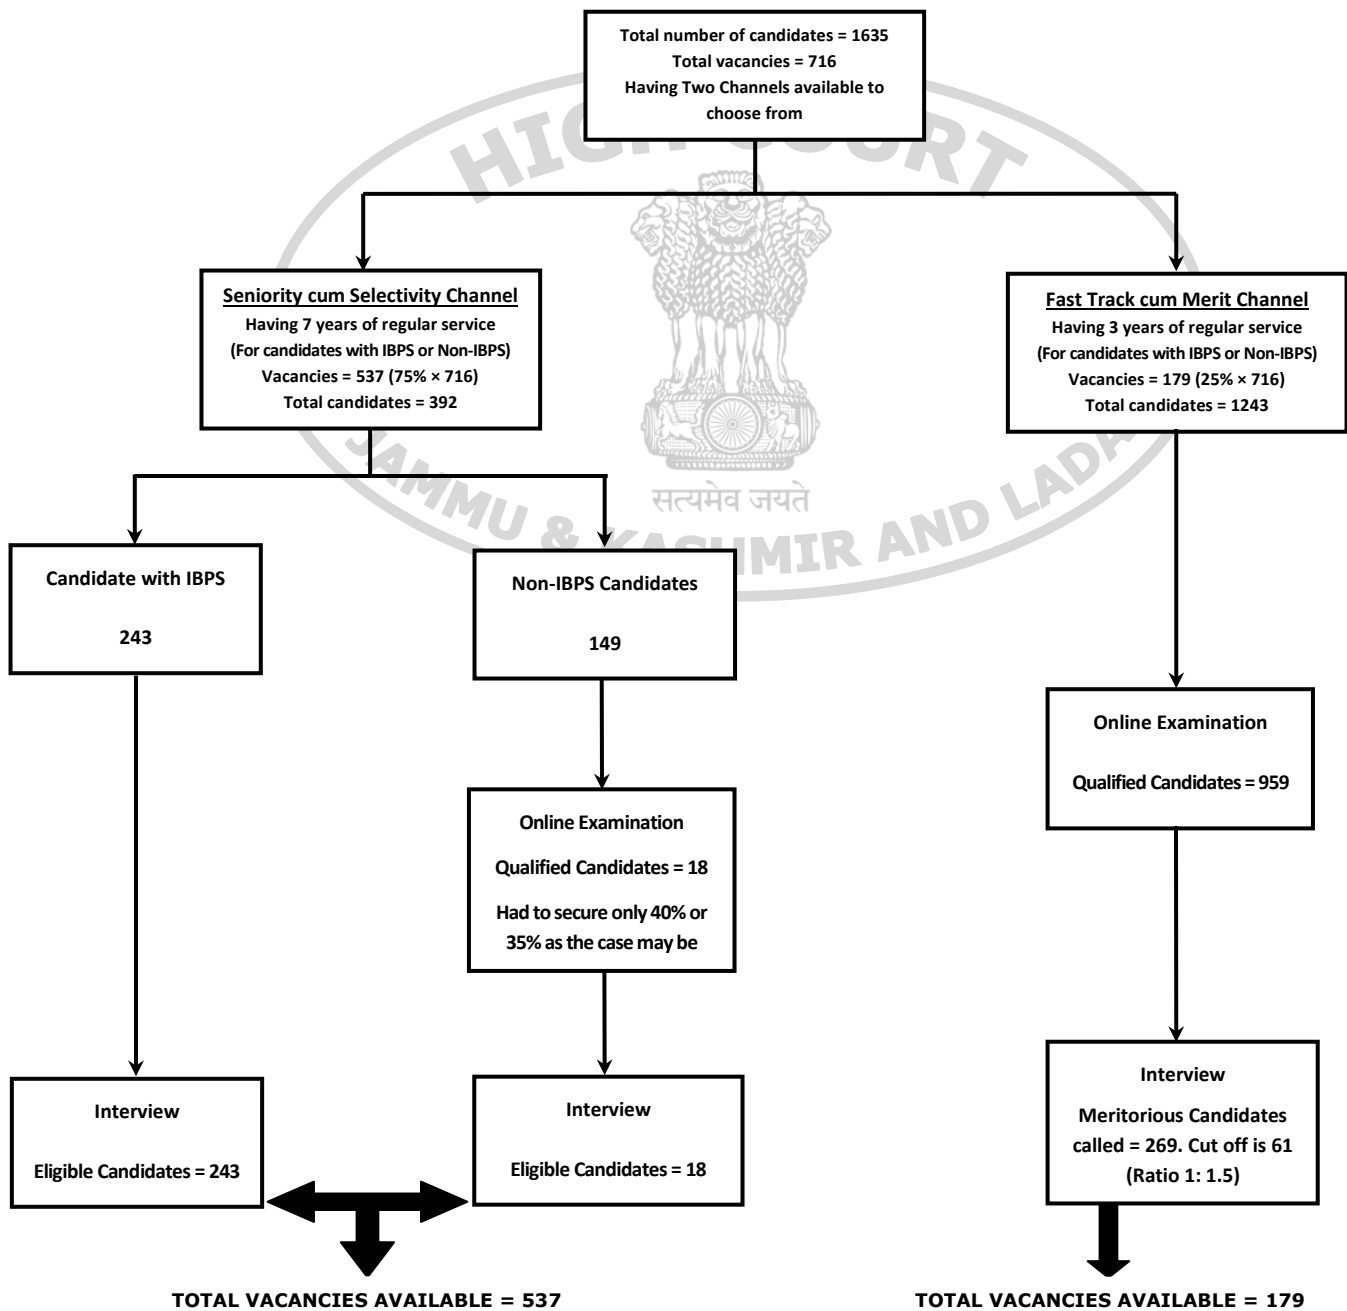 Total number of candidates = 1635
Total vacancies = 716
Having Two Channels available to
choose from
HIGH COURT
सत्यमेव जयते
JAMMU & KASHMIR AND LADA
Seniority cum Selectivity Channel
Having 7 years of regular service
(For candidates with IBPS or Non-IBPS)
Vacancies = 537 (75% × 716)
Total candidates = 392
Fast Track cum Merit Channel
Having 3 years of regular service
(For candidates with IBPS or Non-IBPS)
Vacancies = 179 (25% × 716)
Total candidates = 1243
Candidate with IBPS
243
Non-IBPS Candidates
149
Online Examination
Qualified Candidates = 18
Had to secure only 40% or
35% as the case may be
Online Examination
Qualified Candidates = 959
Interview
Eligible Candidates = 243
Interview
Eligible Candidates = 18
Interview
Meritorious Candidates
called = 269. Cut off is 61
(Ratio 1: 1.5)
TOTAL VACANCIES AVAILABLE = 537
TOTAL VACANCIES AVAILABLE = 179